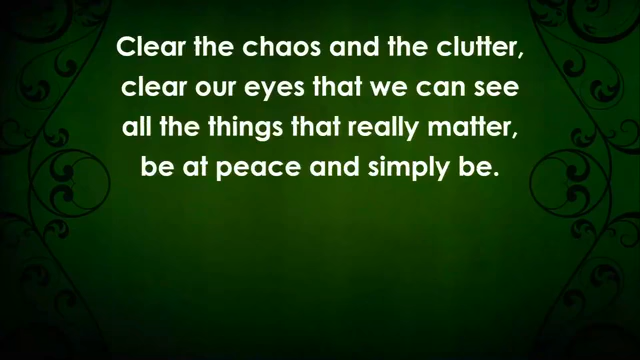 Clear the chaos and the clutter,
clear our eyes that we can see
all the things that really matter,
be at peace and simply be.